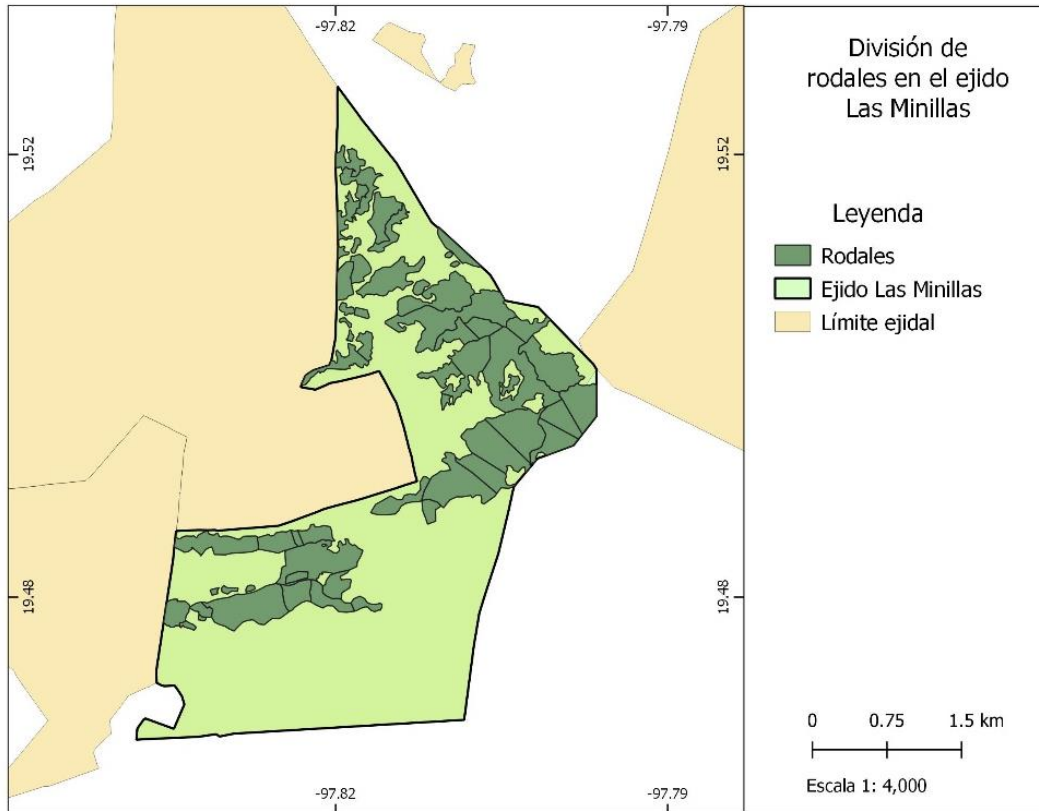 -97.82
-97.79
19.52
19.52
19.48
19.48
-97.82
-97.79
División de
rodales en el ejido
Las Minillas
Leyenda
Rodales
Ejido Las Minillas
Límite ejidal
0 0.75 1.5 km
Escala 1: 4,000